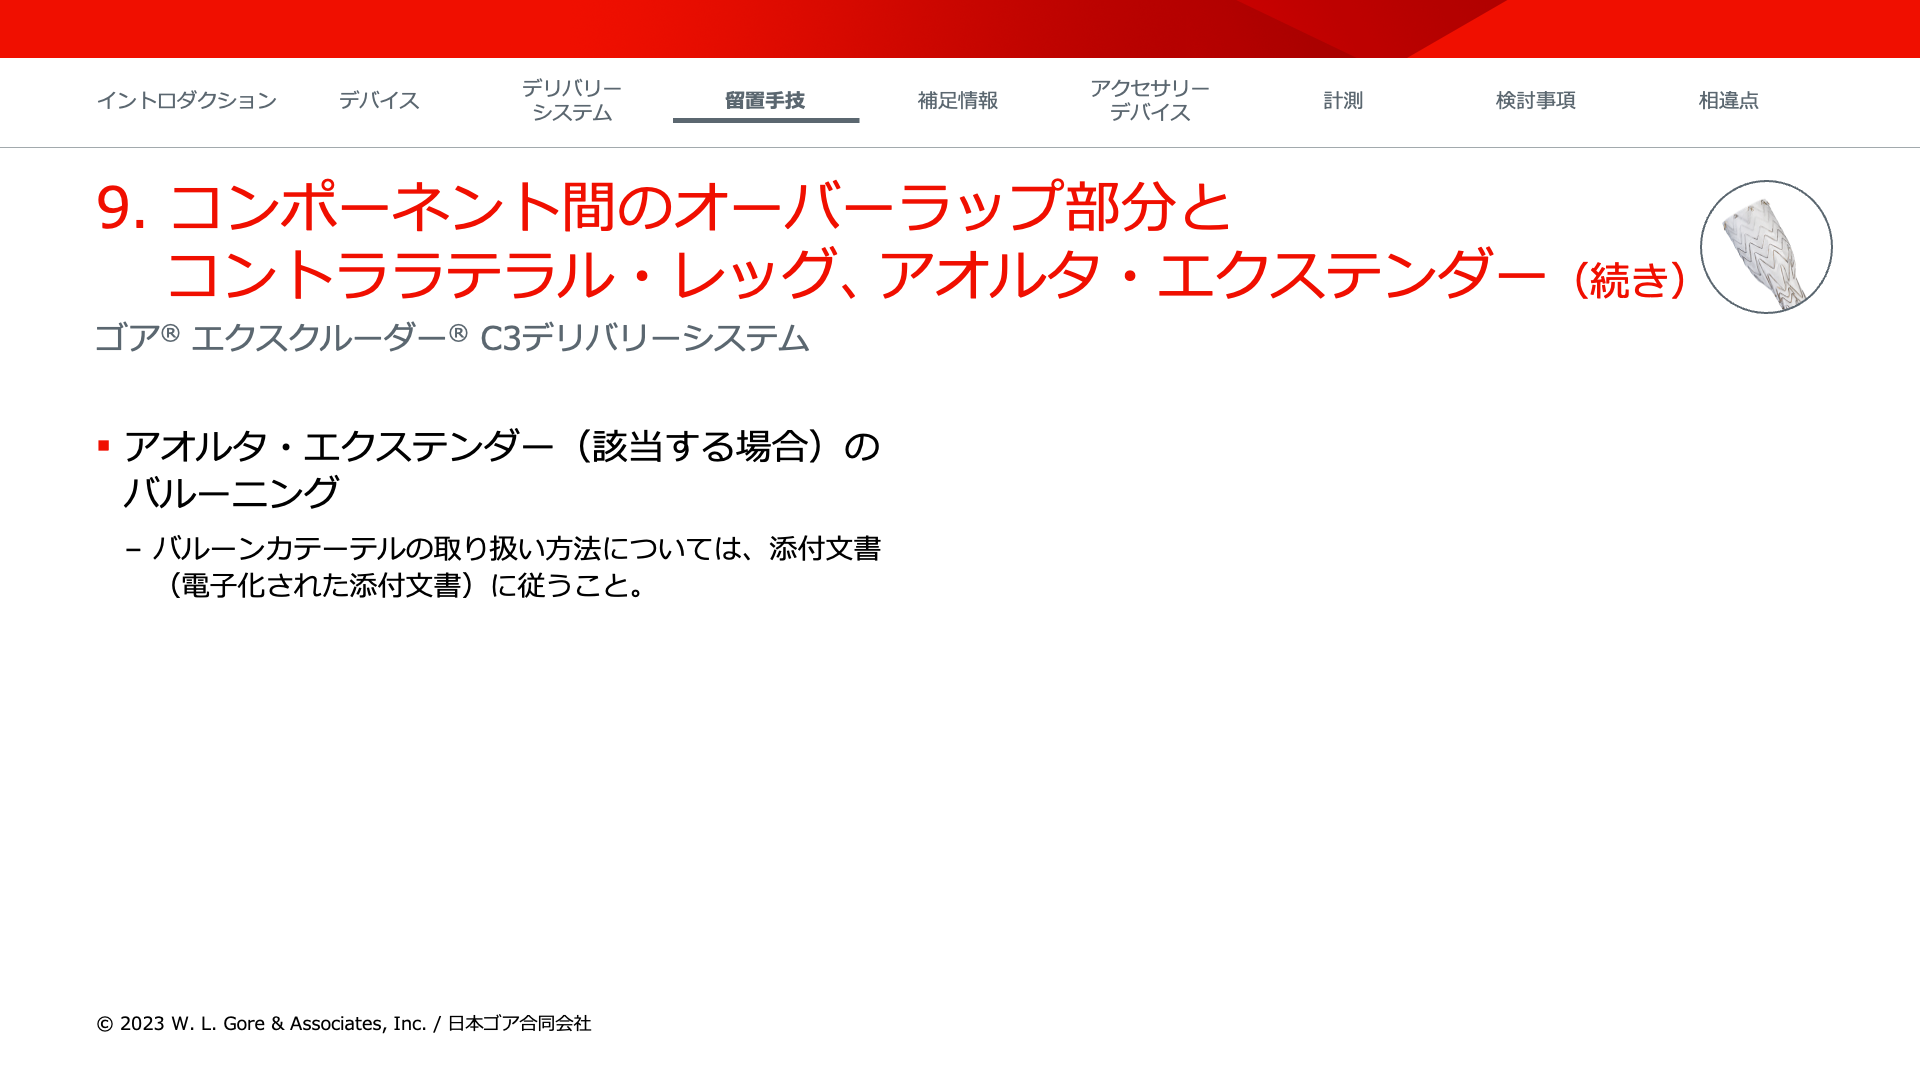 イントロダクション
デバイス
デリバリー
システム
留置手技
補足情報
アクセサリー
デバイス
計測
検討事項
相違点
9. コンポーネント間のオーバーラップ部分と
コントララテラル・レッグ、アオルタ・エクステンダー（続き）
ゴア® エクスクルーダー® C3デリバリーシステム
▪ アオルタ・エクステンダー（該当する場合）の
バルーニング
– バルーンカテーテルの取り扱い方法については、添付文書
（電子化された添付文書）に従うこと。
© 2023 W. L. Gore & Associates, Inc. / 日本ゴア合同会社